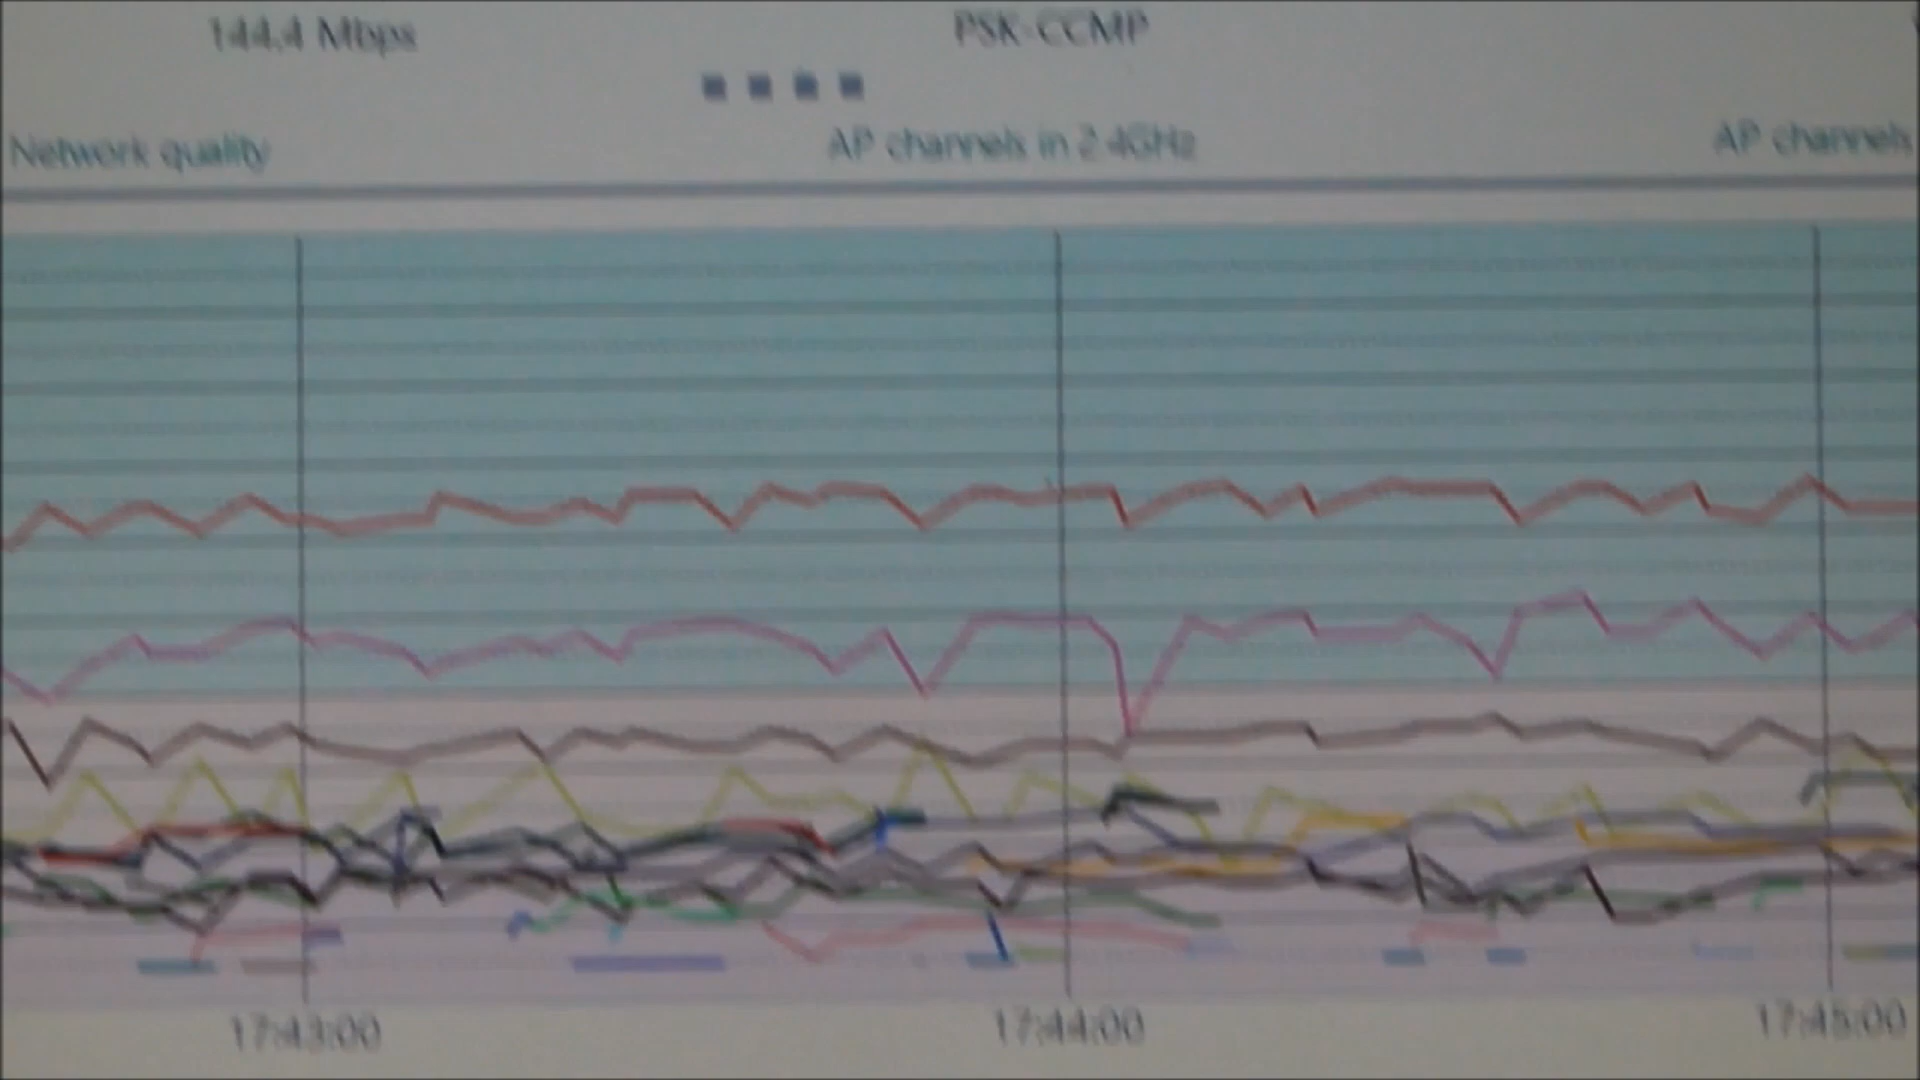 144.4 Mbps PSK-CCMP
Network quality AP channels in 2.4GHz AP channels
17:43:00 17:44:00 17:45:00